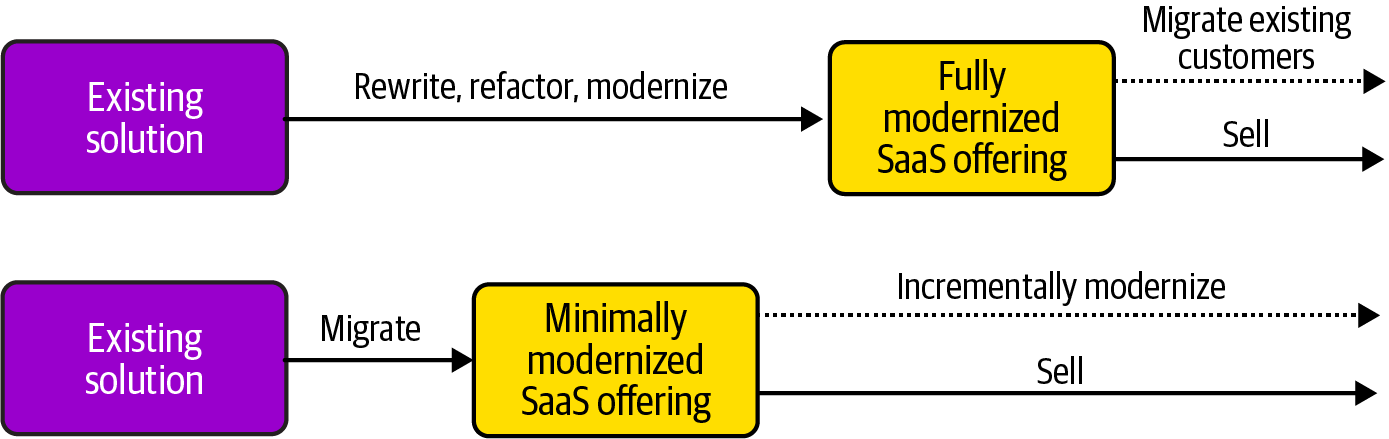 Existing
solution
Rewrite, refactor, modernize
Fully
modernized
SaaS offering
Migrate existing
customers
Sell
Existing
solution
Migrate
Minimally
modernized
SaaS offering
Incrementally modernize
Sell